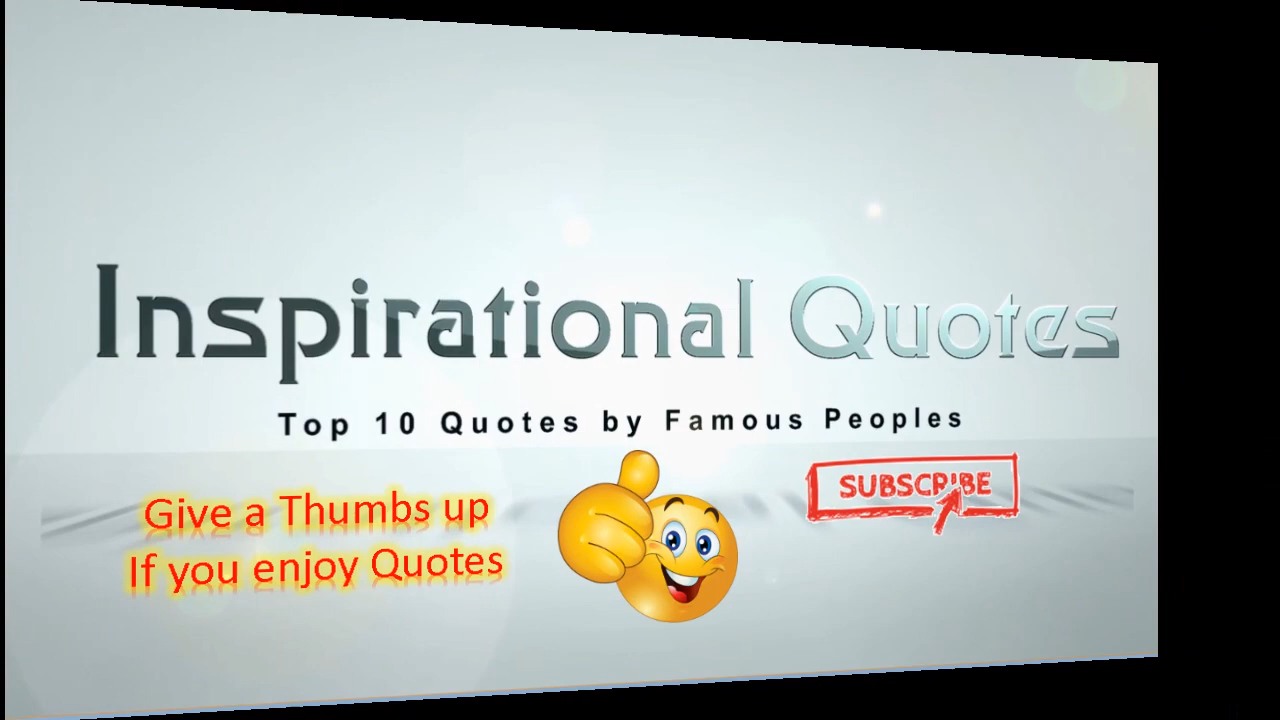 Inspirational Quotes
Top 10 Quotes by Famous Peoples
SUBSCRIBE
Give a Thumbs up
If you enjoy Quotes